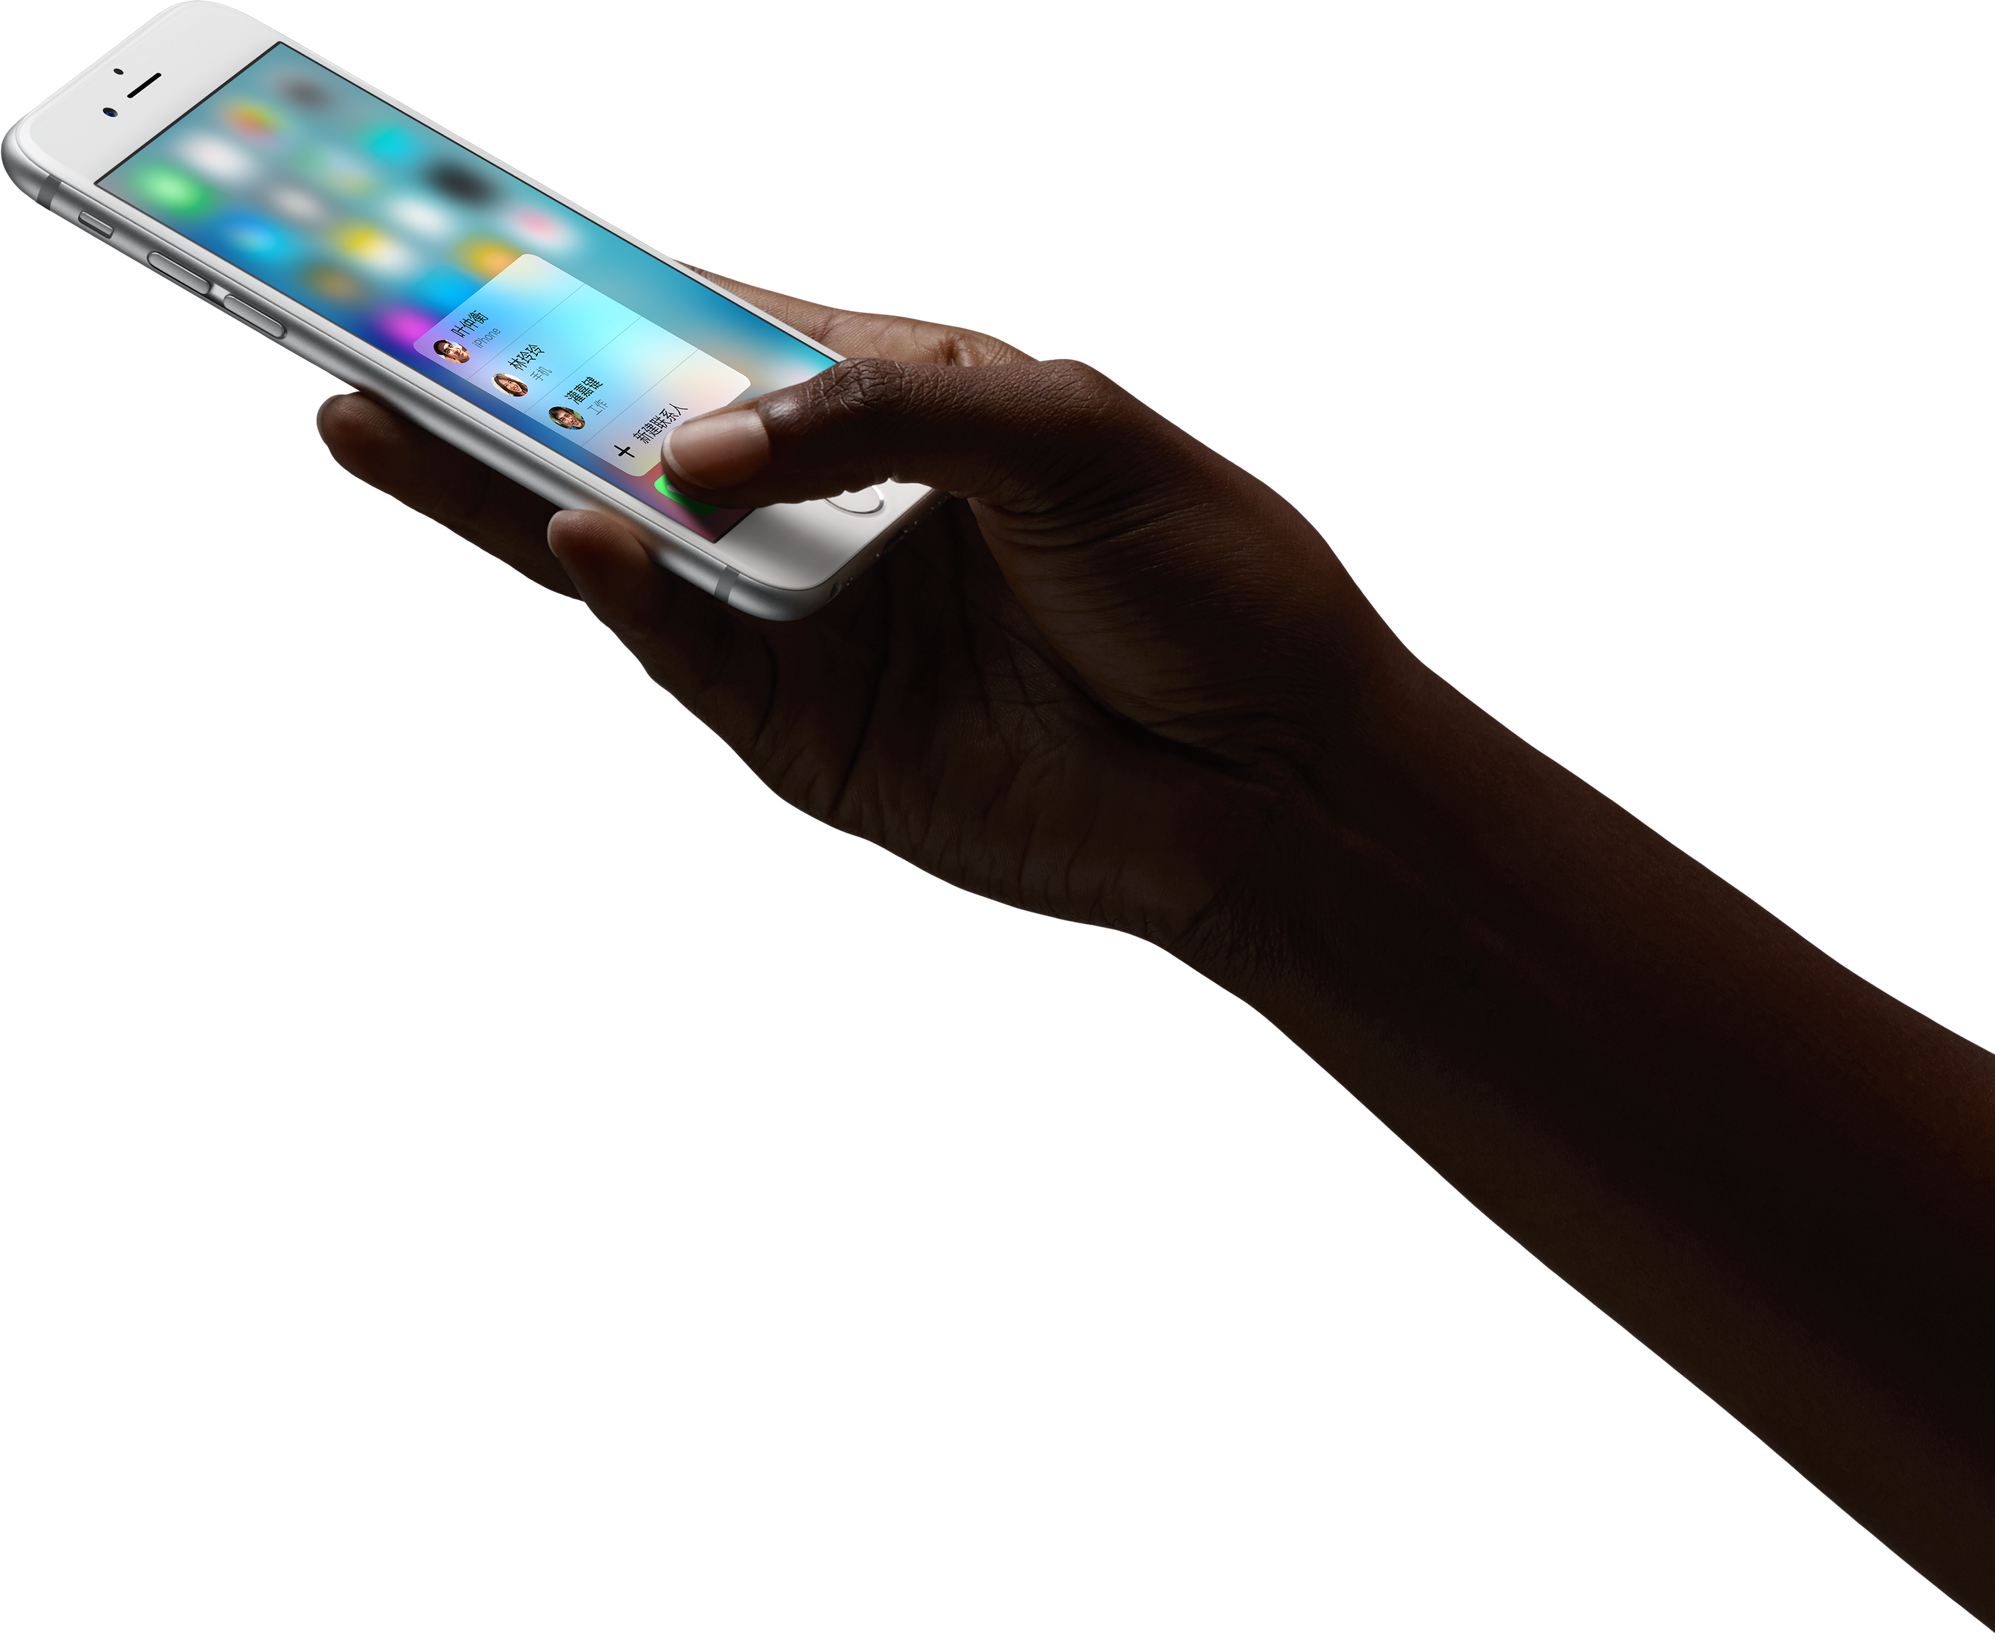 叶仲衡
iPhone
林玲玲
手机
工作
新建联系人